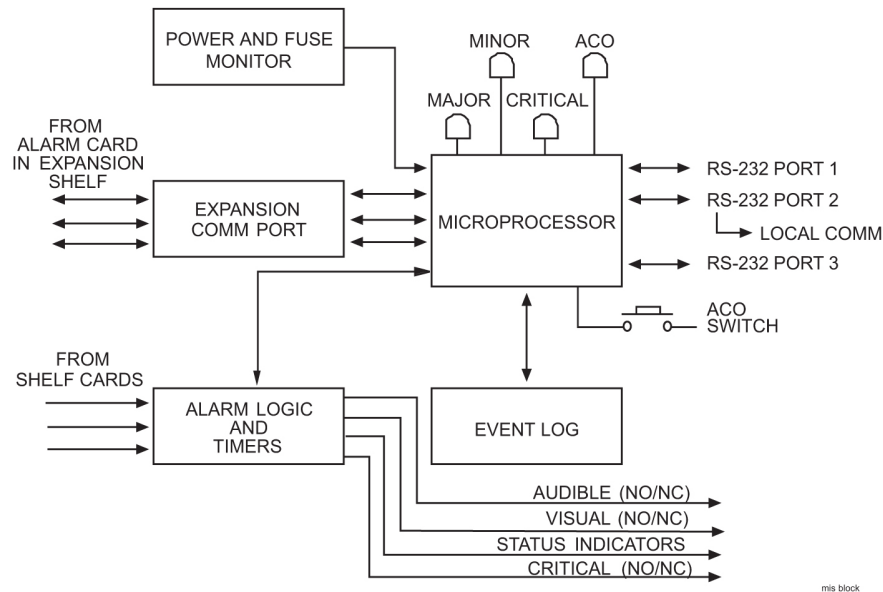 POWER AND FUSE
MONITOR
MINOR
ACO
MAJOR
CRITICAL
FROM
ALARM CARD
IN EXPANSION
SHELF
EXPANSION
COMM PORT
MICROPROCESSOR
RS-232 PORT 1
RS-232 PORT 2
LOCAL COMM
RS-232 PORT 3
ACO
SWITCH
FROM
SHELF CARDS
ALARM LOGIC
AND
TIMERS
EVENT LOG
AUDIBLE (NO/NC)
VISUAL (NO/NC)
STATUS INDICATORS
CRITICAL (NO/NC)
mis block